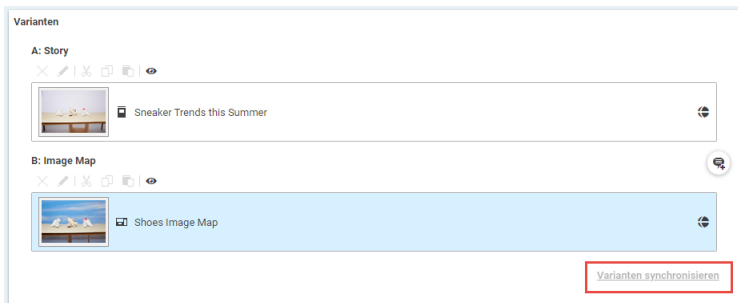 Varianten
A: Story
Sneaker Trends this Summer
B: Image Map
Shoes Image Map
Varianten synchronisieren